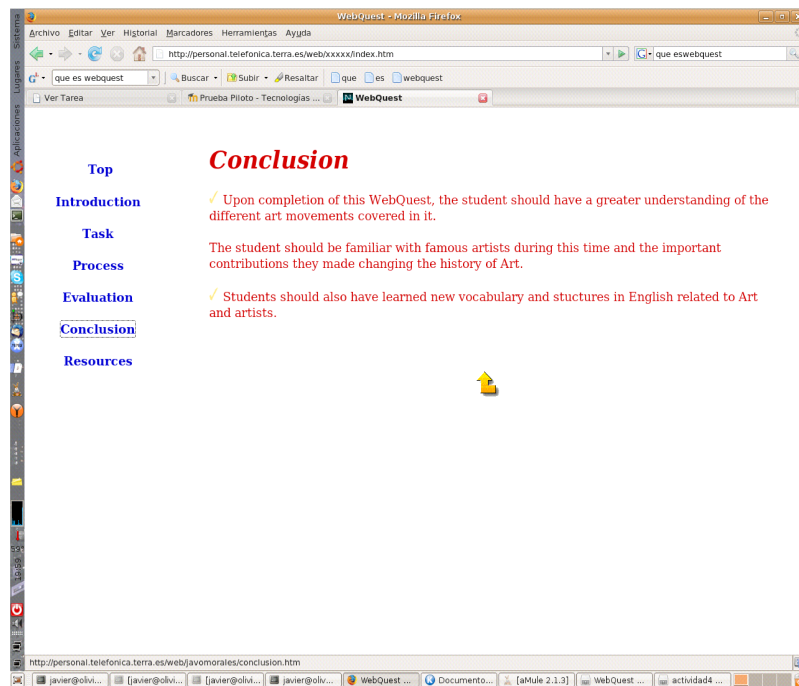 WebQuest - Mozilla Firefox
Archivo Editar Ver Historial Marcadores Herramientas Ayuda
http://personal.telefonica.terra.es/web/xxxxx/index.htm
que eswebquest
que es webquest Buscar Subir Resaltar que es webquest
Ver Tarea
Prueba Piloto - Tecnologías ...
WebQuest
Sistema
Lugares
Aplicaciones
Top
Introduction
Task
Process
Evaluation
Conclusion
Resources
Conclusion
Upon completion of this WebQuest, the student should have a greater understanding of the
different art movements covered in it.
The student should be familiar with famous artists during this time and the important
contributions they made changing the history of Art.
Students should also have learned new vocabulary and stuctures in English related to Art
and artists.
19:59
http://personal.telefonica.terra.es/web/javomorales/conclusion.htm
javier@olivi... [javier@olivi... [javier@olivi... javier@oliv... WebQuest ... Documento... [aMule 2.1.3] WebQuest ... actividad4 ...